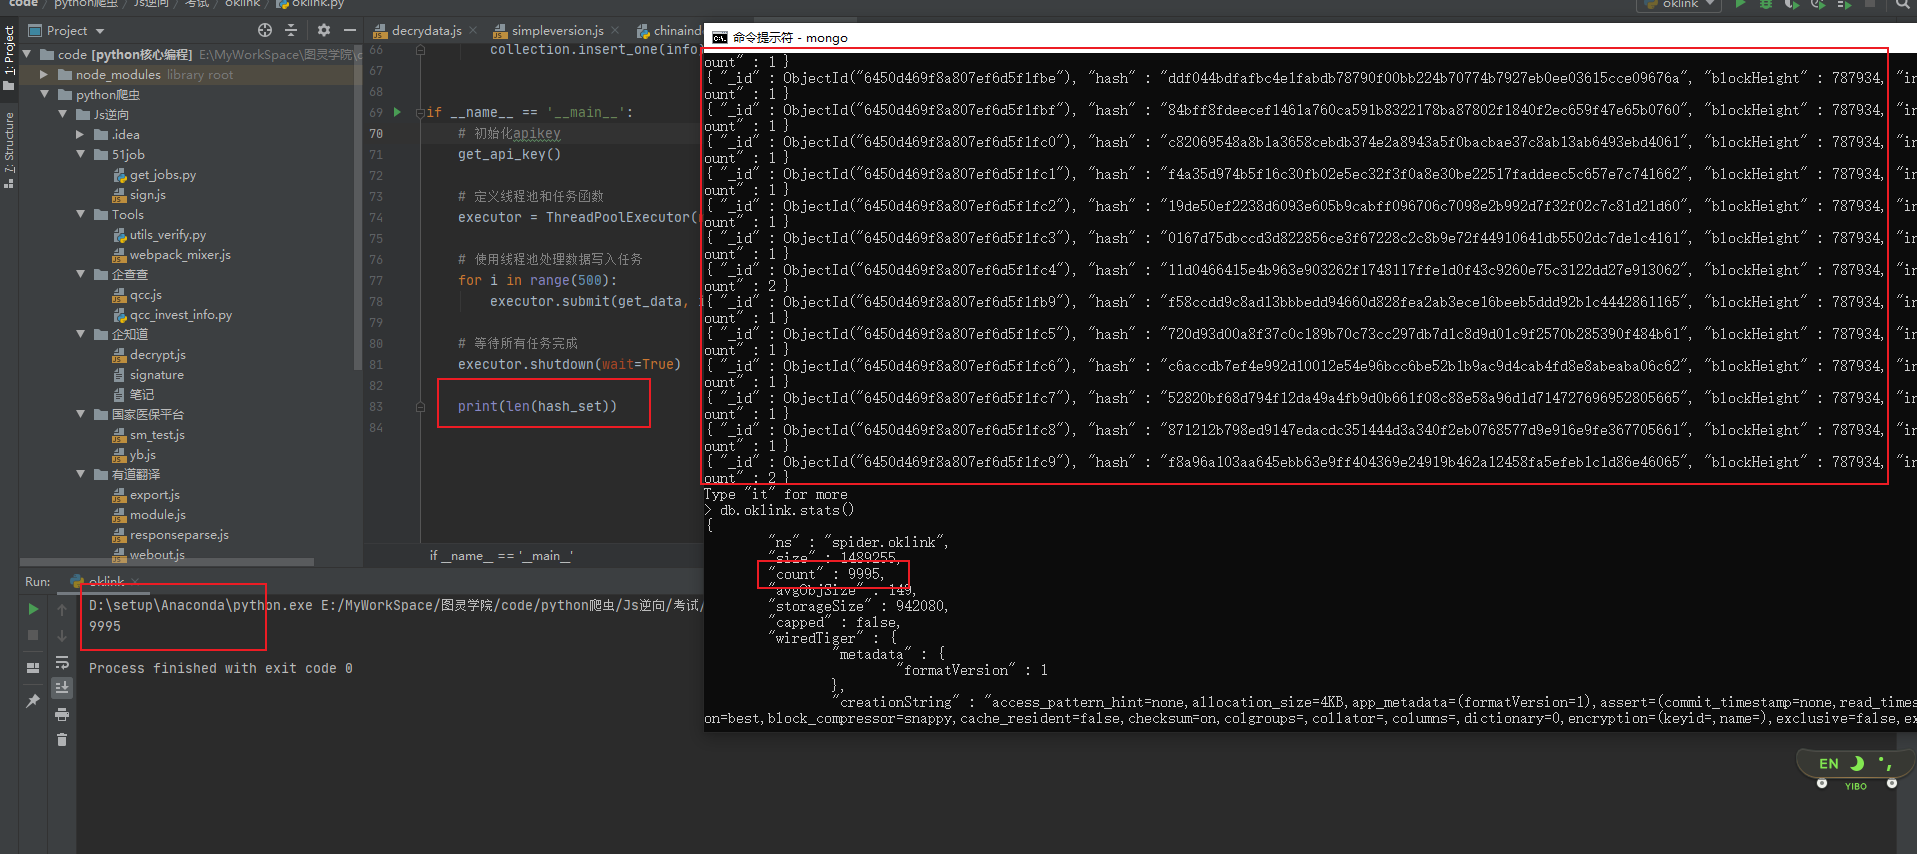 code / python爬虫 / Js逆向 / 考试 / oklink / oklink.py
oklink
Project
1: Project
7: Structure
code [python核心编程] E:\MyWorkSpace\图灵学院\c
node_modules library root
python爬虫
Js逆向
.idea
51job
get_jobs.py
sign.js
Tools
utils_verify.py
webpack_mixer.js
企查查
qcc.js
qcc_invest_info.py
企知道
decrypt.js
signature
笔记
国家医保平台
sm_test.js
yb.js
有道翻译
export.js
module.js
responseparse.js
webout.js
decrydata.js
simpleversion.js
chinaind
66 collection.insert_one(info
67
68
69 if __name__ == '__main__':
70 # 初始化apikey
71 get_api_key()
72
73 # 定义线程池和任务函数
74 executor = ThreadPoolExecutor(
75
76 # 使用线程池处理数据写入任务
77 for i in range(500):
78 executor.submit(get_data,
79
80 # 等待所有任务完成
81 executor.shutdown(wait=True)
82
83 print(len(hash_set))
84
if __name__ == '__main__'
Run: oklink
D:\setup\Anaconda\python.exe E:/MyWorkSpace/图灵学院/code/python爬虫/Js逆向/考试/
9995
Process finished with exit code 0
命令提示符 - mongo
ount" : 1 }
{ "_id" : ObjectId("6450d469f8a807ef6d5f1fbe"), "hash" : "ddf044bdfafbc4e1fabdb78790f00bb224b70774b7927eb0ee03615cce09676a", "blockHeight" : 787934, "in
ount" : 1 }
{ "_id" : ObjectId("6450d469f8a807ef6d5f1fbf"), "hash" : "84bff8fdeecef1461a760ca591b8322178ba87802f1840f2ec659f47e65b0760", "blockHeight" : 787934, "in
ount" : 1 }
{ "_id" : ObjectId("6450d469f8a807ef6d5f1fc0"), "hash" : "c82069548a8b1a3658cebdb374e2a8943a5f0bacbae37c8ab13ab6493ebd4061", "blockHeight" : 787934, "in
ount" : 1 }
{ "_id" : ObjectId("6450d469f8a807ef6d5f1fc1"), "hash" : "f4a35d974b5f16c30fb02e5ec32f3f0a8e30be22517faddeec5c657e7c741662", "blockHeight" : 787934, "in
ount" : 1 }
{ "_id" : ObjectId("6450d469f8a807ef6d5f1fc2"), "hash" : "19de50ef2238d6093e605b9cabff096706c7098e2b992d7f32f02c7c81d21d60", "blockHeight" : 787934, "in
ount" : 1 }
{ "_id" : ObjectId("6450d469f8a807ef6d5f1fc3"), "hash" : "0167d75dbccd3d822856ce3f67228c2c8b9e72f44910641db5502dc7de1c4161", "blockHeight" : 787934, "in
ount" : 1 }
{ "_id" : ObjectId("6450d469f8a807ef6d5f1fc4"), "hash" : "11d0466415e4b963e903262f1748117ffe1d0f43c9260e75c3122dd27e913062", "blockHeight" : 787934, "in
ount" : 2 }
{ "_id" : ObjectId("6450d469f8a807ef6d5f1fb9"), "hash" : "f58ccd9c8ad13bbbedd94660d828fea2ab3ece16beeb5ddd92b1c4442861165", "blockHeight" : 787934, "in
ount" : 1 }
{ "_id" : ObjectId("6450d469f8a807ef6d5f1fc5"), "hash" : "720d93d00a8f37c0c189b70c73cc297db7d1c8d9d01c9f2570b285390f484b61", "blockHeight" : 787934, "in
ount" : 1 }
{ "_id" : ObjectId("6450d469f8a807ef6d5f1fc6"), "hash" : "c6accdb7ef4e992d10012e54e96bcc6be52b1b9ac9d4cab4fd8e8abeaba06c62", "blockHeight" : 787934, "in
ount" : 1 }
{ "_id" : ObjectId("6450d469f8a807ef6d5f1fc7"), "hash" : "52820bf68d794f12da49a4fb9d0b661f08c88e58a96d1d714727696952805665", "blockHeight" : 787934, "in
ount" : 1 }
{ "_id" : ObjectId("6450d469f8a807ef6d5f1fc8"), "hash" : "871212b798ed9147edacdc351444d3a340f2eb0768577d9e916e9fe367705661", "blockHeight" : 787934, "in
ount" : 1 }
{ "_id" : ObjectId("6450d469f8a807ef6d5f1fc9"), "hash" : "f8a96a103aa645ebb63e9ff404369e24919b462a12458fa5efeb1c1d86e46065", "blockHeight" : 787934, "in
ount" : 2 }
Type "it" for more
> db.oklink.stats()
{
"ns" : "spider.oklink",
"size" : 1489255,
"count" : 9995,
"avgObjSize" : 149,
"storageSize" : 942080,
"capped" : false,
"wiredTiger" : {
"metadata" : {
"formatVersion" : 1
},
"creationString" : "access_pattern_hint=none,allocation_size=4KB,app_metadata=(formatVersion=1),assert=(commit_timestamp=none,read_times
on=best,block_compressor=snappy,cache_resident=false,checksum=on,colgroups=,collator=,columns=,dictionary=0,encryption=(keyid=,name=),exclusive=false,ex
EN
YIBO